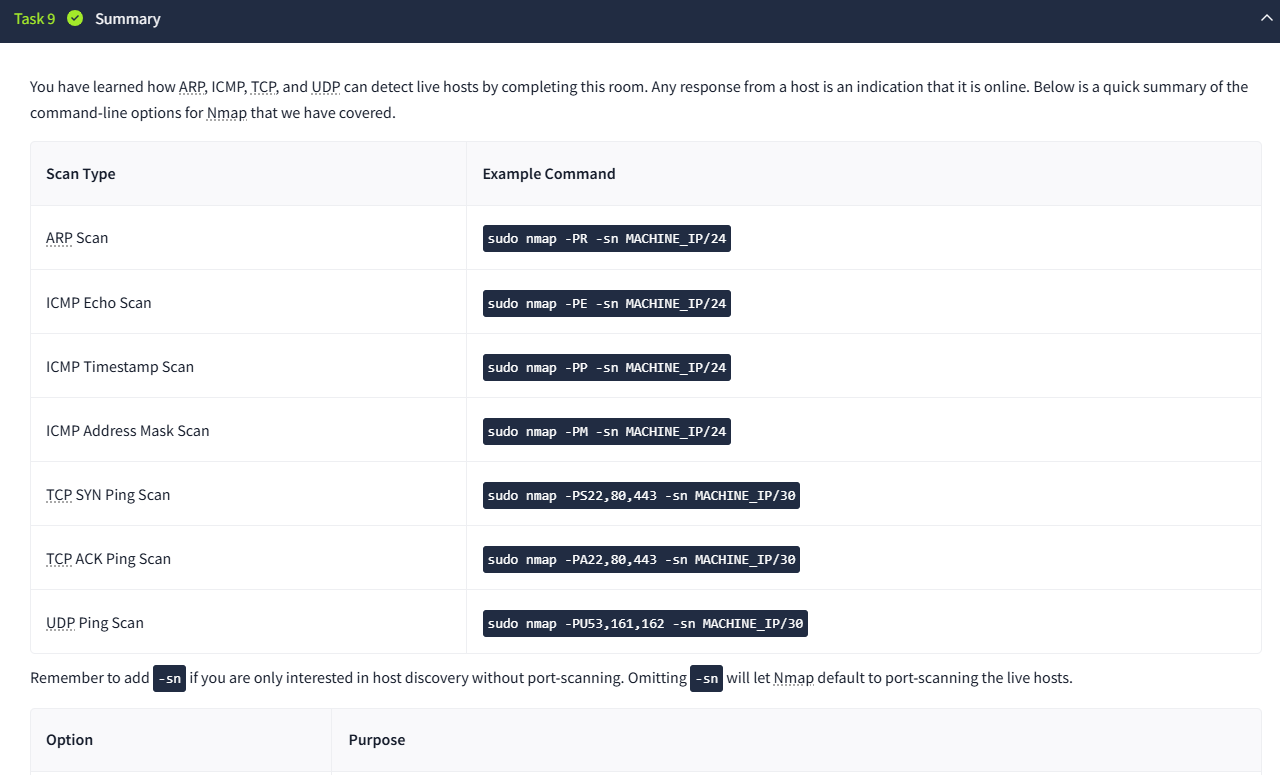 Task 9 Summary
You have learned how ARP, ICMP, TCP, and UDP can detect live hosts by completing this room. Any response from a host is an indication that it is online. Below is a quick summary of the
command-line options for Nmap that we have covered.
Scan Type Example Command
ARP Scan sudo nmap -PR -sn MACHINE_IP/24
ICMP Echo Scan sudo nmap -PE -sn MACHINE_IP/24
ICMP Timestamp Scan sudo nmap -PP -sn MACHINE_IP/24
ICMP Address Mask Scan sudo nmap -PM -sn MACHINE_IP/24
TCP SYN Ping Scan sudo nmap -PS22,80,443 -sn MACHINE_IP/30
TCP ACK Ping Scan sudo nmap -PA22,80,443 -sn MACHINE_IP/30
UDP Ping Scan sudo nmap -PU53,161,162 -sn MACHINE_IP/30
Remember to add -sn if you are only interested in host discovery without port-scanning. Omitting -sn will let Nmap default to port-scanning the live hosts.
Option Purpose